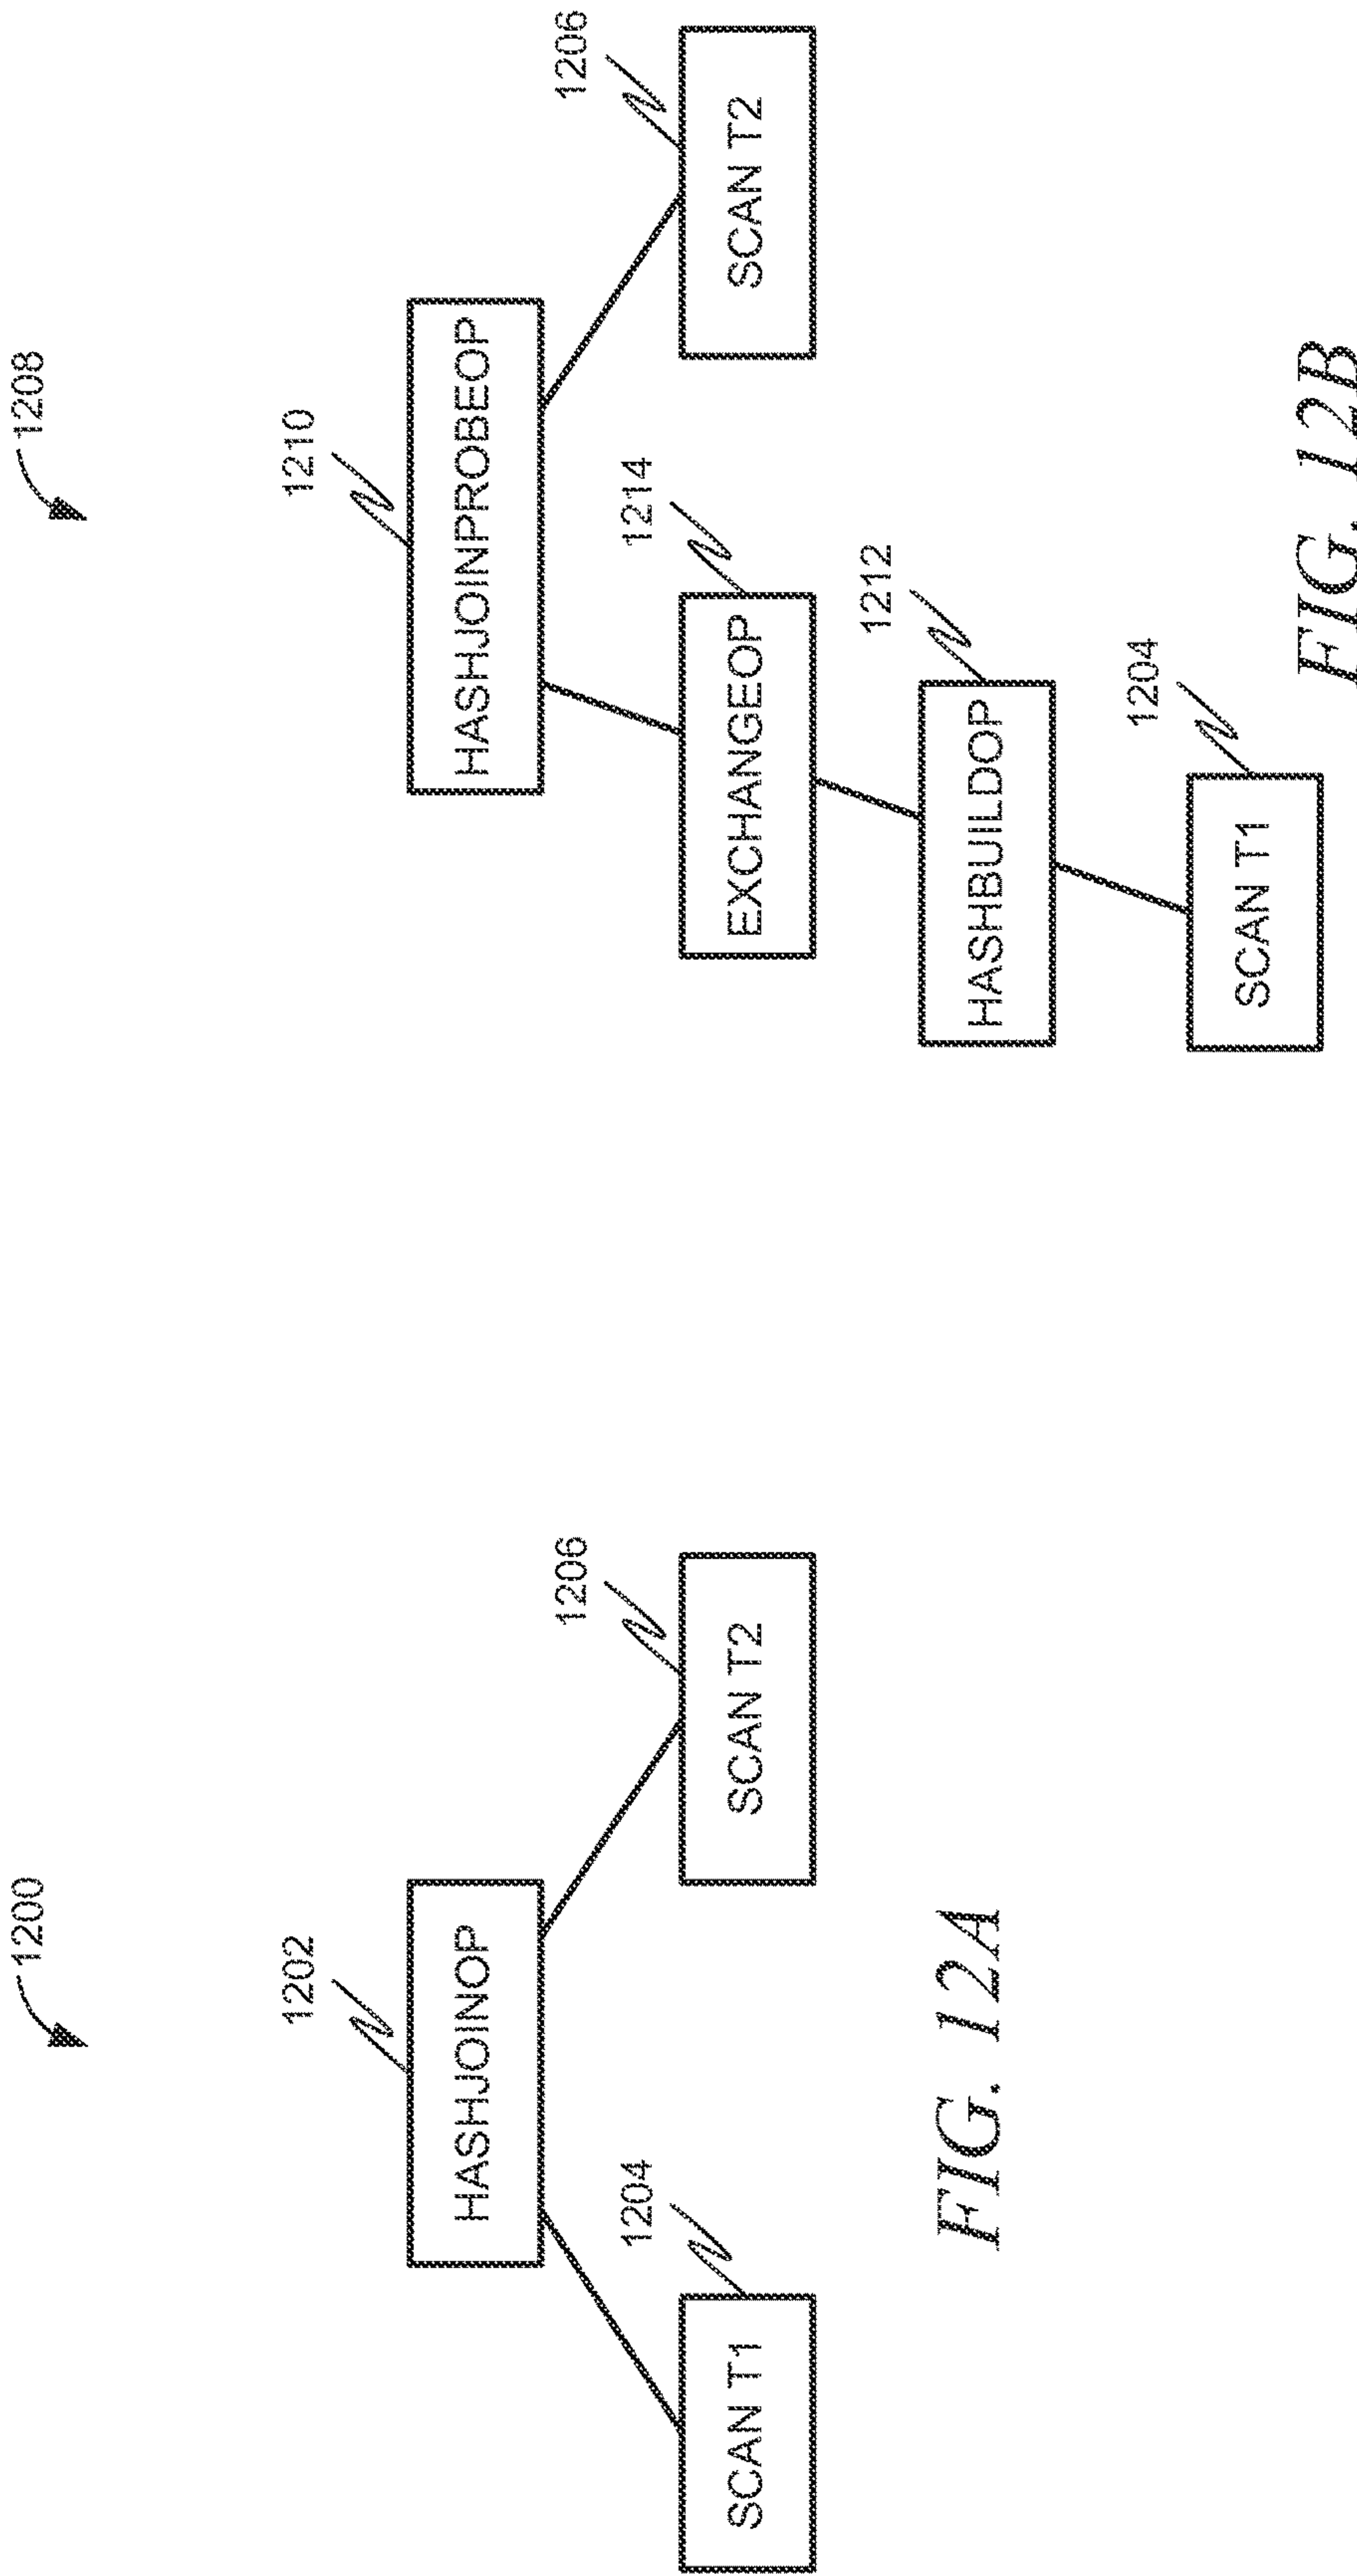 1200
1202
HASHJOINOP
1204
SCAN T1
1206
SCAN T2
FIG. 12A
1208
1210
HASHJOINPROBEOP
1214
EXCHANGEOP
1206
SCAN T2
1212
HASHBUILDOP
1204
SCAN T1
FIG. 12B